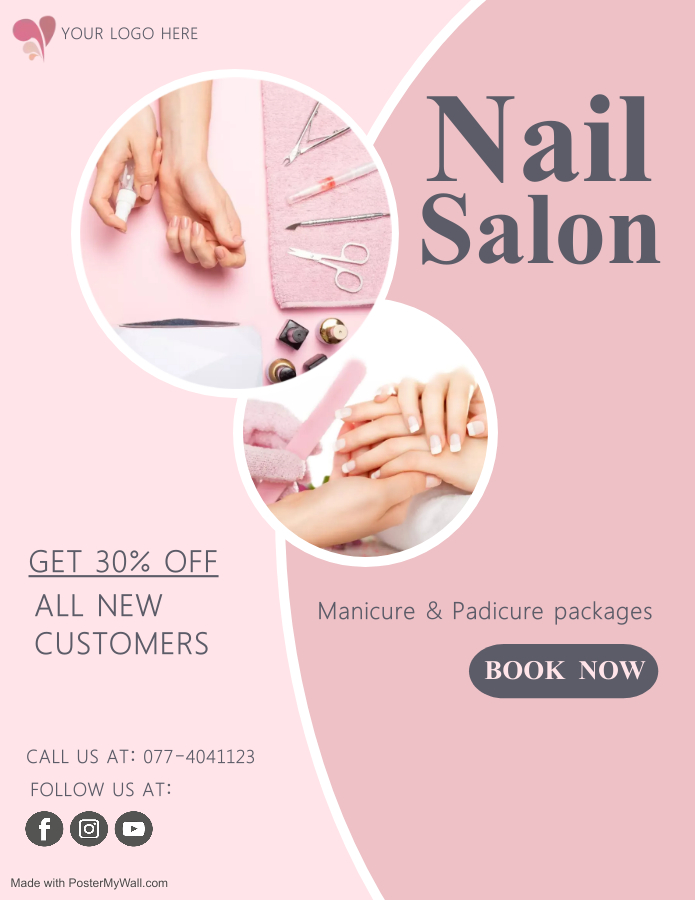 YOUR LOGO HERE
Nail
Salon
GET 30% OFF
ALL NEW
CUSTOMERS
Manicure & Padicure packages
BOOK NOW
CALL US AT: 077-4041123
FOLLOW US AT:
Made with PosterMyWall.com